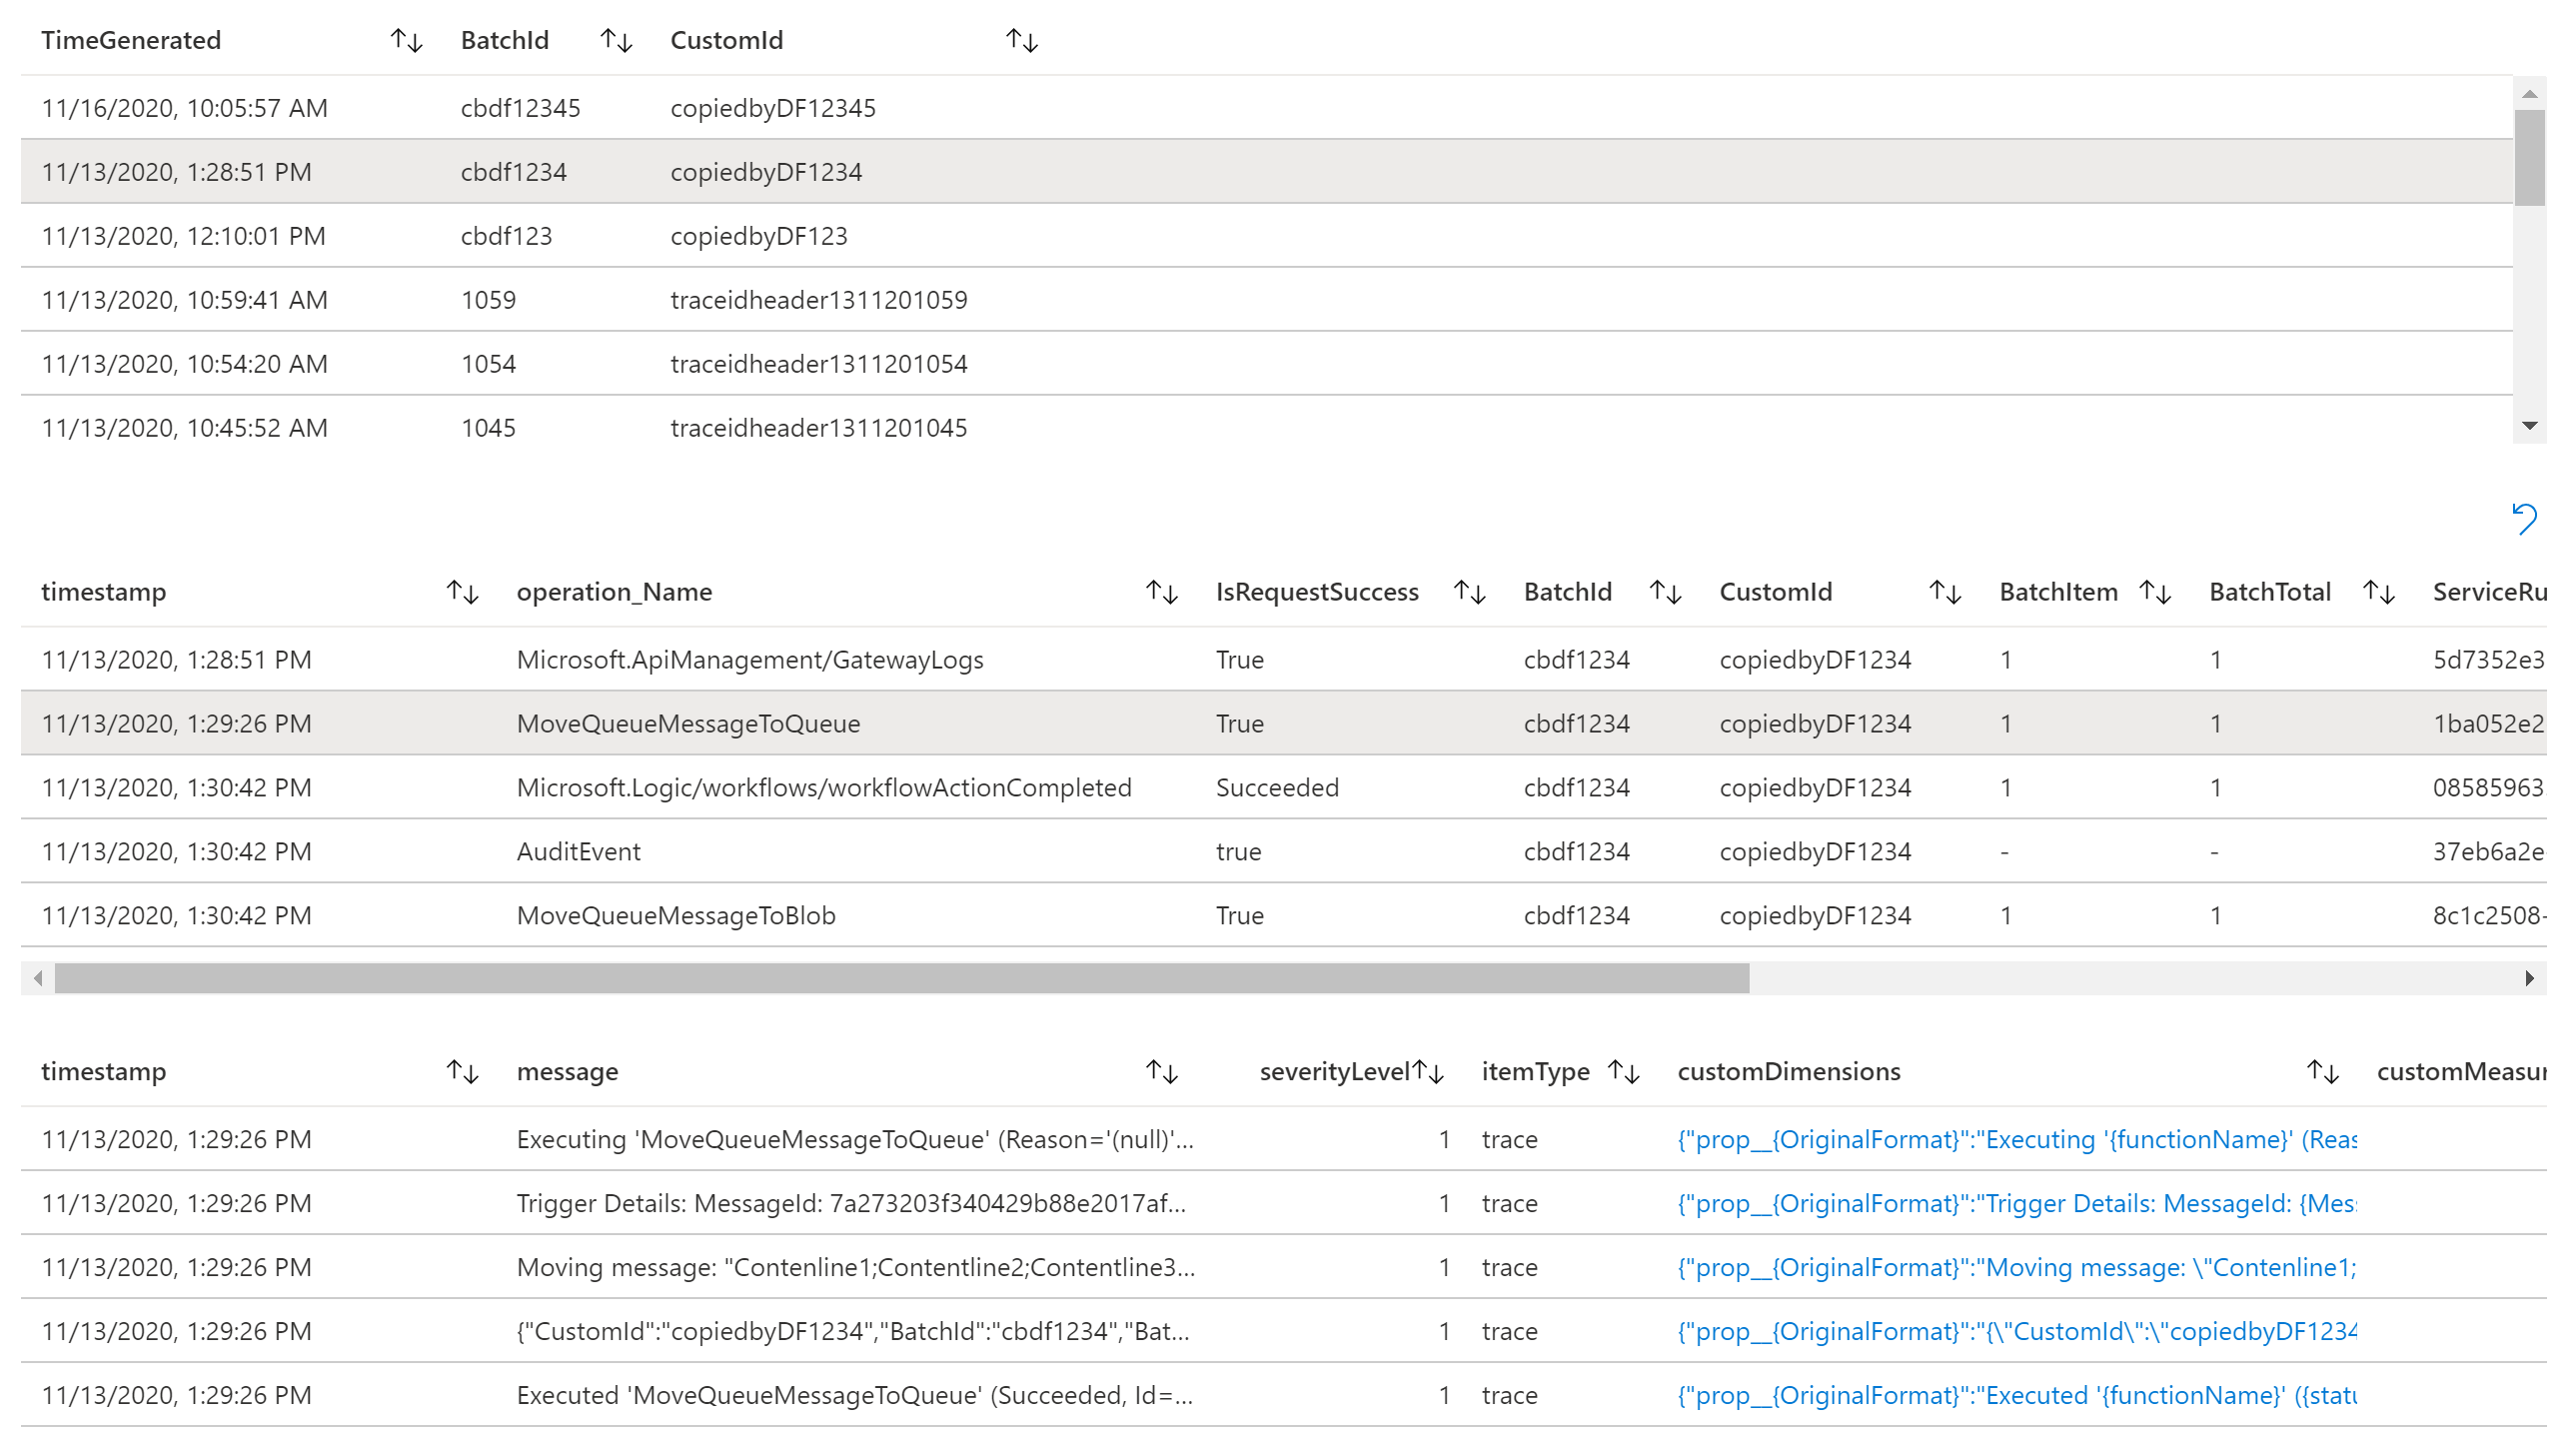 TimeGenerated BatchId CustomId
11/16/2020, 10:05:57 AM cbdf12345 copiedbyDF12345
11/13/2020, 1:28:51 PM cbdf1234 copiedbyDF1234
11/13/2020, 12:10:01 PM cbdf123 copiedbyDF123
11/13/2020, 10:59:41 AM 1059 traceidheader1311201059
11/13/2020, 10:54:20 AM 1054 traceidheader1311201054
11/13/2020, 10:45:52 AM 1045 traceidheader1311201045
timestamp operation_Name IsRequestSuccess BatchId CustomId BatchItem BatchTotal ServiceRu
11/13/2020, 1:28:51 PM Microsoft.ApiManagement/GatewayLogs True cbdf1234 copiedbyDF1234 1 1 5d7352e3
11/13/2020, 1:29:26 PM MoveQueueMessageToQueue True cbdf1234 copiedbyDF1234 1 1 1ba052e2
11/13/2020, 1:30:42 PM Microsoft.Logic/workflows/workflowActionCompleted Succeeded cbdf1234 copiedbyDF1234 1 1 08585963
11/13/2020, 1:30:42 PM AuditEvent true cbdf1234 copiedbyDF1234 - - 37eb6a2e
11/13/2020, 1:30:42 PM MoveQueueMessageToBlob True cbdf1234 copiedbyDF1234 1 1 8c1c2508-
timestamp message severityLevel itemType customDimensions customMeasur
11/13/2020, 1:29:26 PM Executing 'MoveQueueMessageToQueue' (Reason='(null)'... 1 trace {"prop__{OriginalFormat}":"Executing '{functionName}' (Reas
11/13/2020, 1:29:26 PM Trigger Details: MessageId: 7a273203f340429b88e2017af... 1 trace {"prop__{OriginalFormat}":"Trigger Details: MessageId: {Mes
11/13/2020, 1:29:26 PM Moving message: "Contenline1;Contentline2;Contentline3... 1 trace {"prop__{OriginalFormat}":"Moving message: \"Contenline1;
11/13/2020, 1:29:26 PM {"CustomId":"copiedbyDF1234","BatchId":"cbdf1234","Bat... 1 trace {"prop__{OriginalFormat}":"{\"CustomId\":\"copiedbyDF1234
11/13/2020, 1:29:26 PM Executed 'MoveQueueMessageToQueue' (Succeeded, Id=... 1 trace {"prop__{OriginalFormat}":"Executed '{functionName}' ({statu